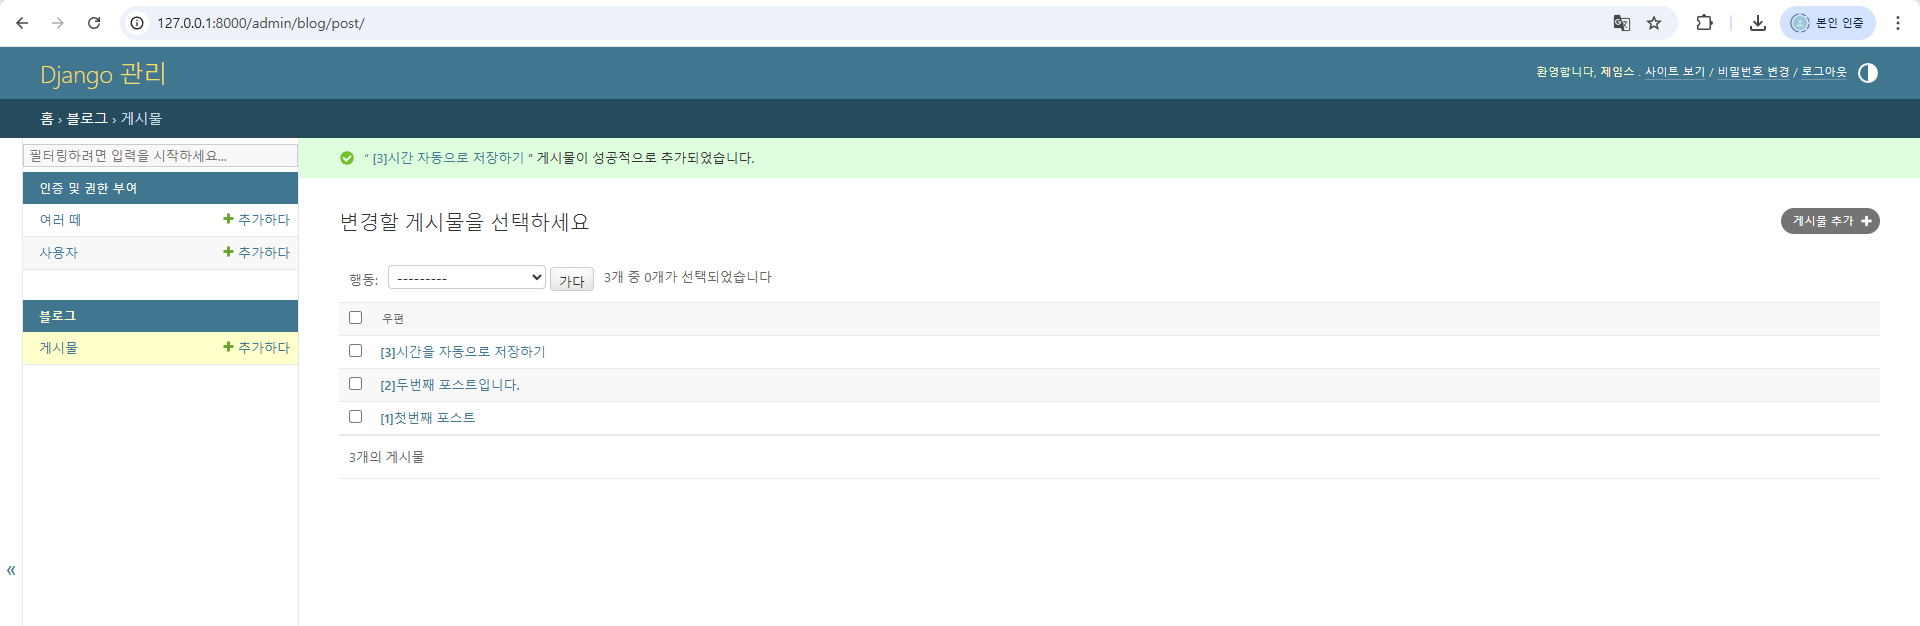 127.0.0.1:8000/admin/blog/post/
본인 인증
Django 관리
환영합니다, 제임스 . 사이트 보기 / 비밀번호 변경 / 로그아웃
홈 › 블로그 › 게시물
필터링하려면 입력을 시작하세요...
인증 및 권한 부여
여러 떼 추가하다
사용자 추가하다
블로그
게시물 추가하다
“ [3]시간 자동으로 저장하기 ” 게시물이 성공적으로 추가되었습니다.
변경할 게시물을 선택하세요
게시물 추가
행동: --------- 가다 3개 중 0개가 선택되었습니다
우편
[3]시간을 자동으로 저장하기
[2]두번째 포스트입니다.
[1]첫번째 포스트
3개의 게시물
«